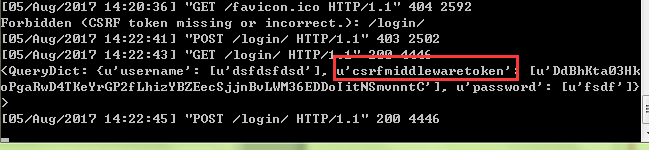 [05/Aug/2017 14:20:36] "GET /favicon.ico HTTP/1.1" 404 2592
Forbidden (CSRF token missing or incorrect.): /login/
[05/Aug/2017 14:22:41] "POST /login/ HTTP/1.1" 403 2502
[05/Aug/2017 14:22:43] "GET /login/ HTTP/1.1" 200 4446
<QueryDict: {u'username': [u'dsfdsfdsd'], u'csrfmiddlewaretoken': [u'DdBhKta03Hk
oPgaRwD4TKeYrGP2fLhizYBZEecSjjnBvLWM36EDDoIitNSmvnntC'], u'password': [u'fsdf']}
>
[05/Aug/2017 14:22:45] "POST /login/ HTTP/1.1" 200 4446